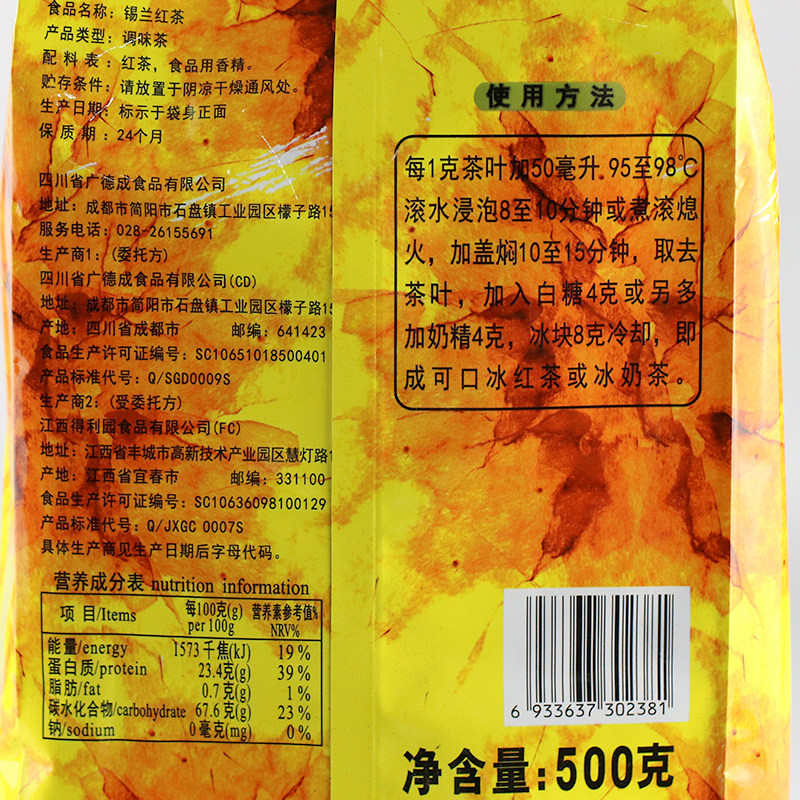 食品名称：锡兰红茶
产品类型：调味茶
配料表：红茶，食品用香精。
贮存条件：请放置于阴凉干燥通风处。
生产日期：标示于袋身正面
保质期：24个月
四川省广德成食品有限公司
地址：成都市简阳市石盘镇工业园区檬子路15
服务电话：028-26155691
生产商1：(委托方)
四川省广德成食品有限公司(CD)
地址：成都市简阳市石盘镇工业园区檬子路15
产地：四川省成都市 邮编：641423
食品生产许可证编号：SC10651018500401
产品标准代号：Q/SGD0009S
生产商2：(受委托方)
江西得利园食品有限公司(FC)
地址：江西省丰城市高新技术产业园区慧灯路1
产地：江西省宜春市 邮编：331100
食品生产许可证编号：SC10636098100129
产品标准代号：Q/JXGC 0007S
具体生产商见生产日期后字母代码。
营养成分表 nutrition information
项目/Items 每100克(g) per 100g 营养素参考值% NRV%
能量/energy 1573千焦(kJ) 19%
蛋白质/protein 23.4克(g) 39%
脂肪/fat 0.7克(g) 1%
碳水化合物/carbohydrate 67.6克(g) 23%
钠/sodium 0毫克(mg) 0%
使用方法
每1克茶叶加50毫升.95至98℃
滚水浸泡8至10分钟或煮滚熄
火，加盖焖10至15分钟，取去
茶叶，加入白糖4克或另多
加奶精4克，冰块8克冷却，即
成可口冰红茶或冰奶茶。
6 933637 302381
净含量：500克